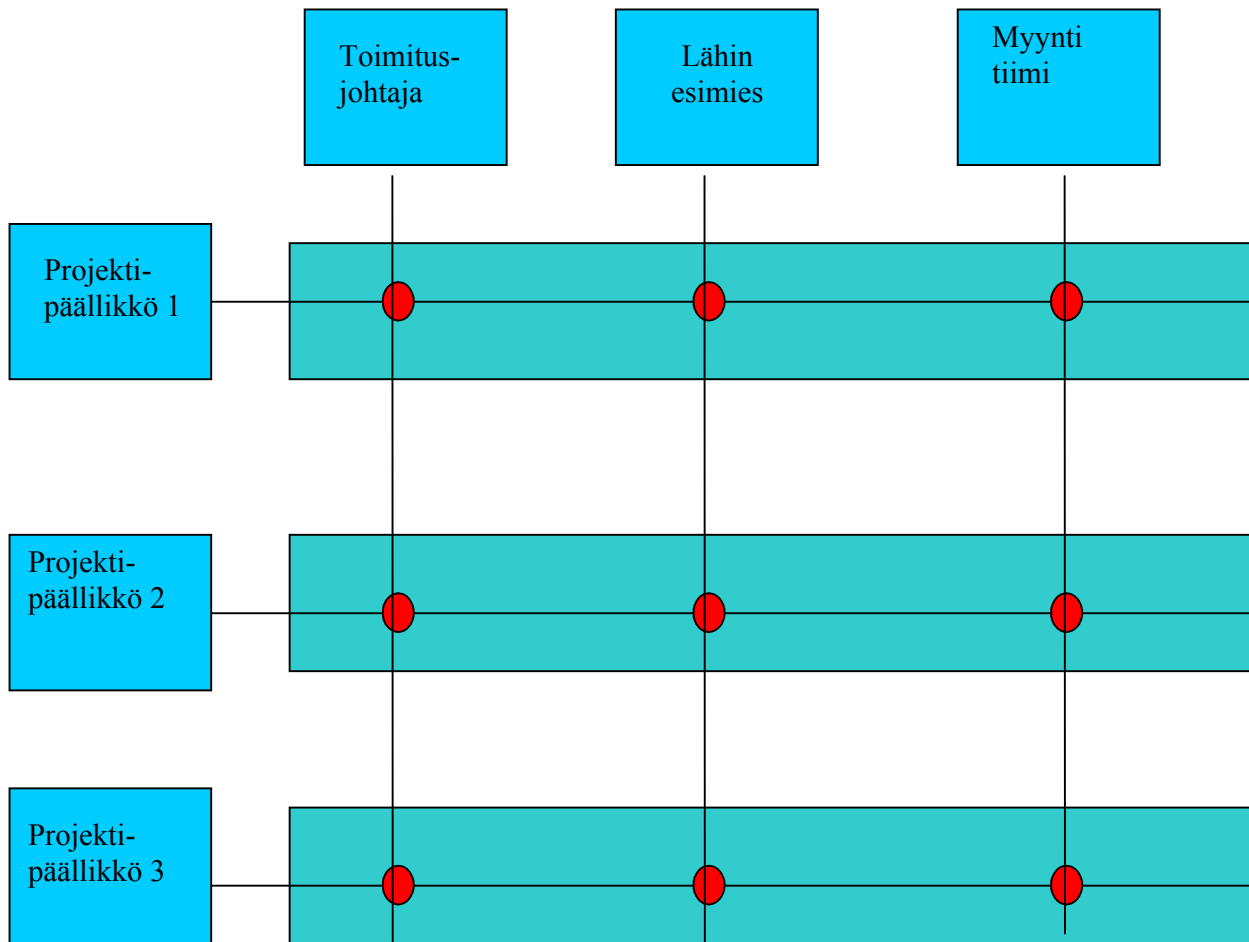 Toimitus-
johtaja
Lähin
esimies
Myynti
tiimi
Projekti-
päällikkö 1
Projekti-
päällikkö 2
Projekti-
päällikkö 3